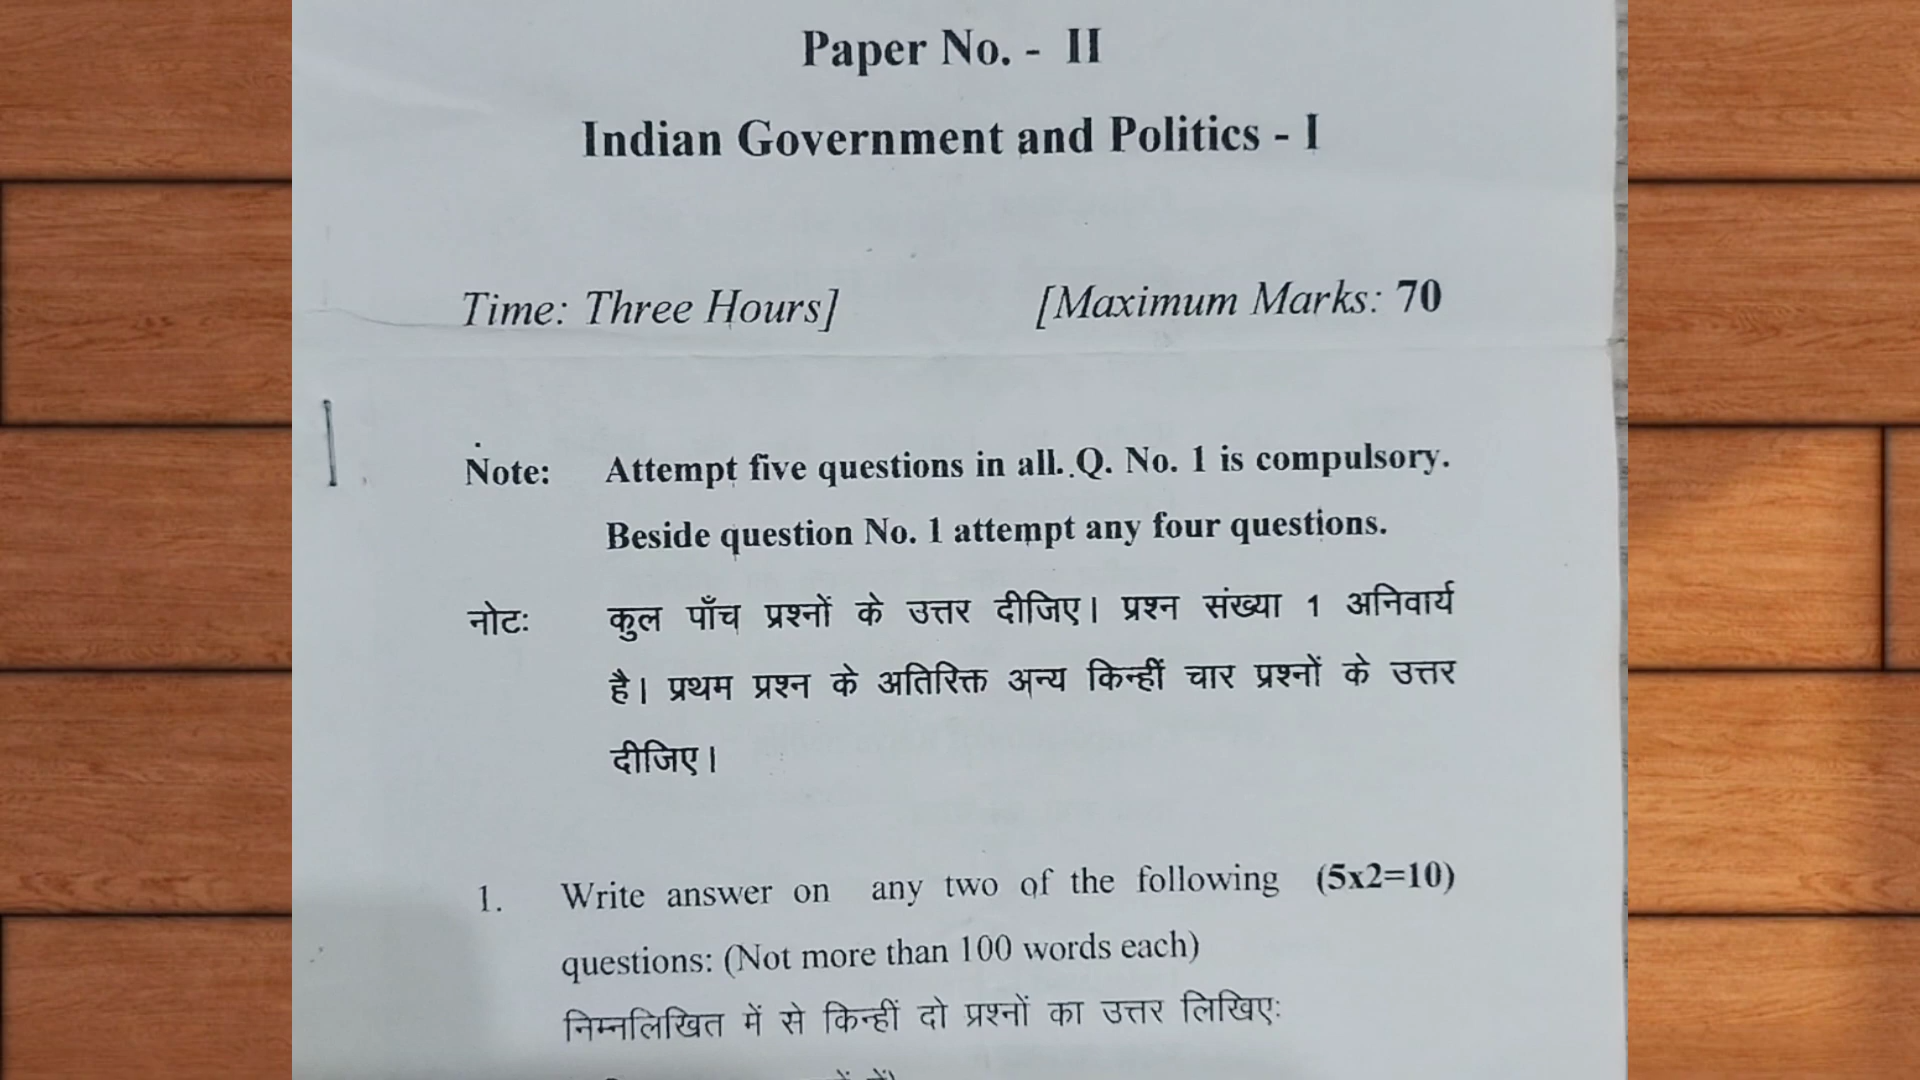 Paper No. - II
Indian Government and Politics - I
Time: Three Hours] [Maximum Marks: 70
Note: Attempt five questions in all. Q. No. 1 is compulsory.
Beside question No. 1 attempt any four questions.
नोटः कुल पाँच प्रश्नों के उत्तर दीजिए। प्रश्न संख्या 1 अनिवार्य
है। प्रथम प्रश्न के अतिरिक्त अन्य किन्हीं चार प्रश्नों के उत्तर
दीजिए।
1. Write answer on any two of the following (5x2=10)
questions: (Not more than 100 words each)
निम्नलिखित में से किन्हीं दो प्रश्नों का उत्तर लिखिएः